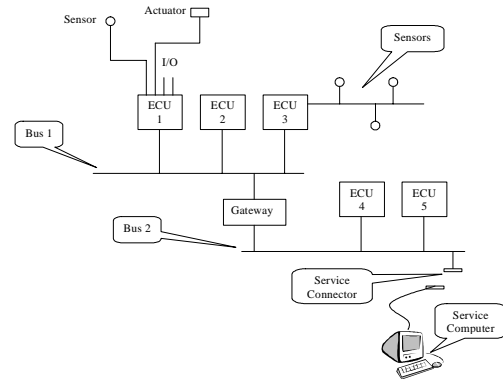 Actuator
Sensor
I/O
Sensors
ECU
1
ECU
2
ECU
3
Bus 1
Gateway
ECU
4
ECU
5
Bus 2
Service
Connector
Service
Computer